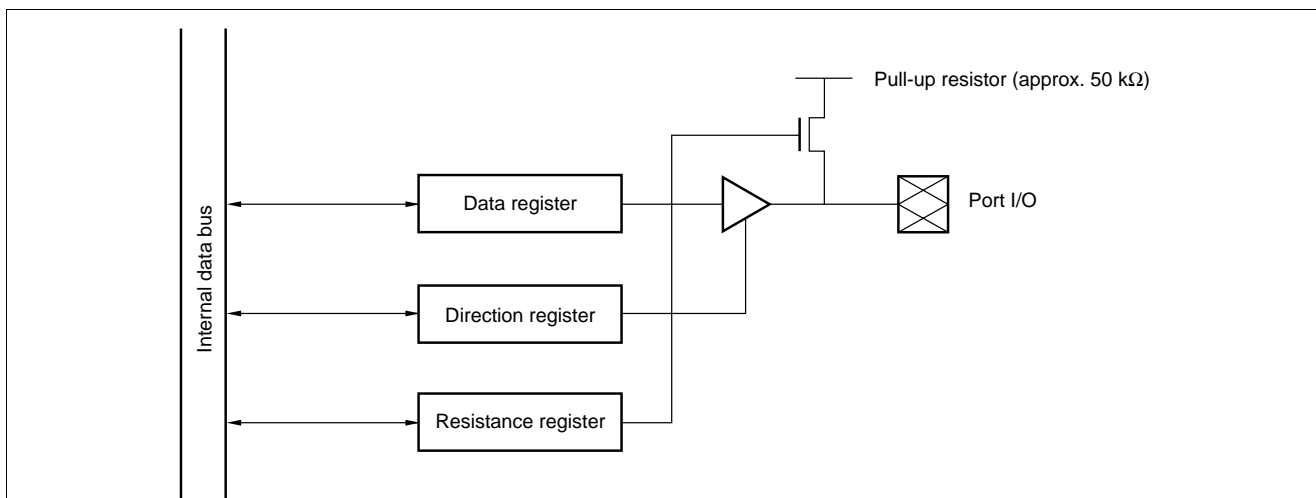 Pull-up resistor (approx. 50 kΩ)
Data register
Port I/O
Internal data bus
Direction register
Resistance register